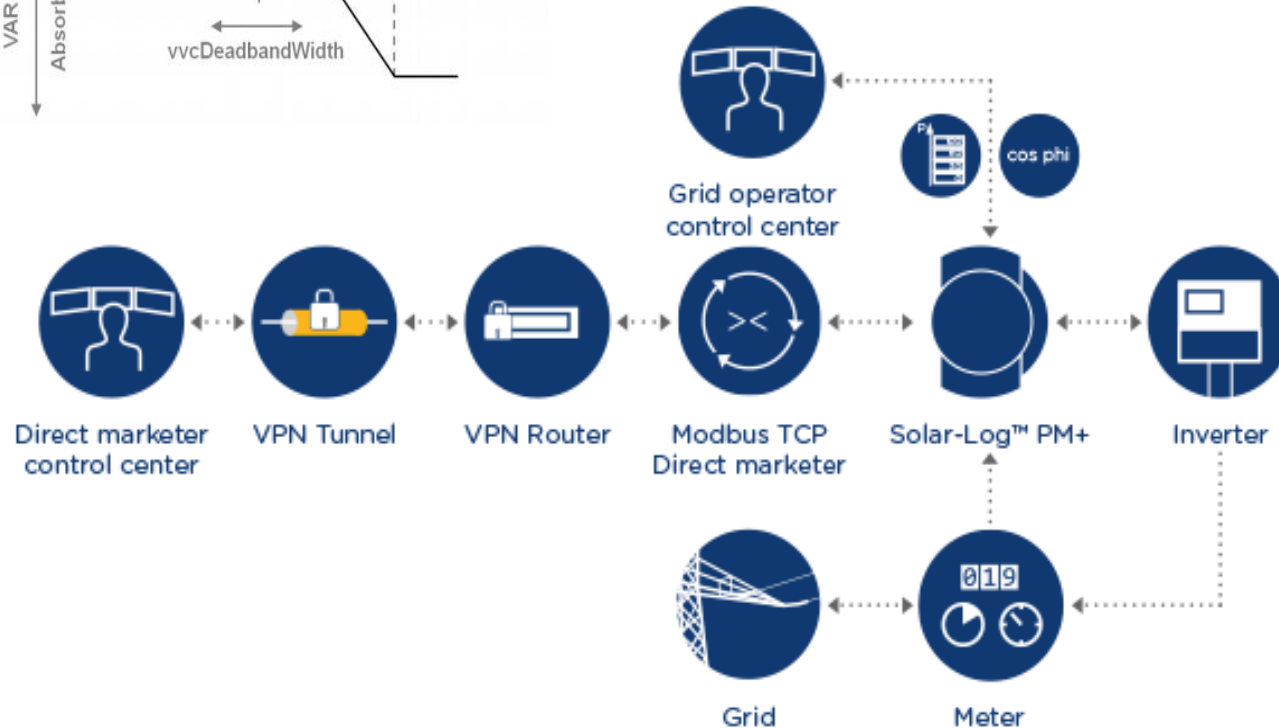 VAR
vvcDeadbandWidth
P
cos phi
Grid operator
control center
Direct marketer
control center
VPN Tunnel
VPN Router
><
Modbus TCP
Direct marketer
Solar-Log™ PM+
Inverter
019
Grid
Meter